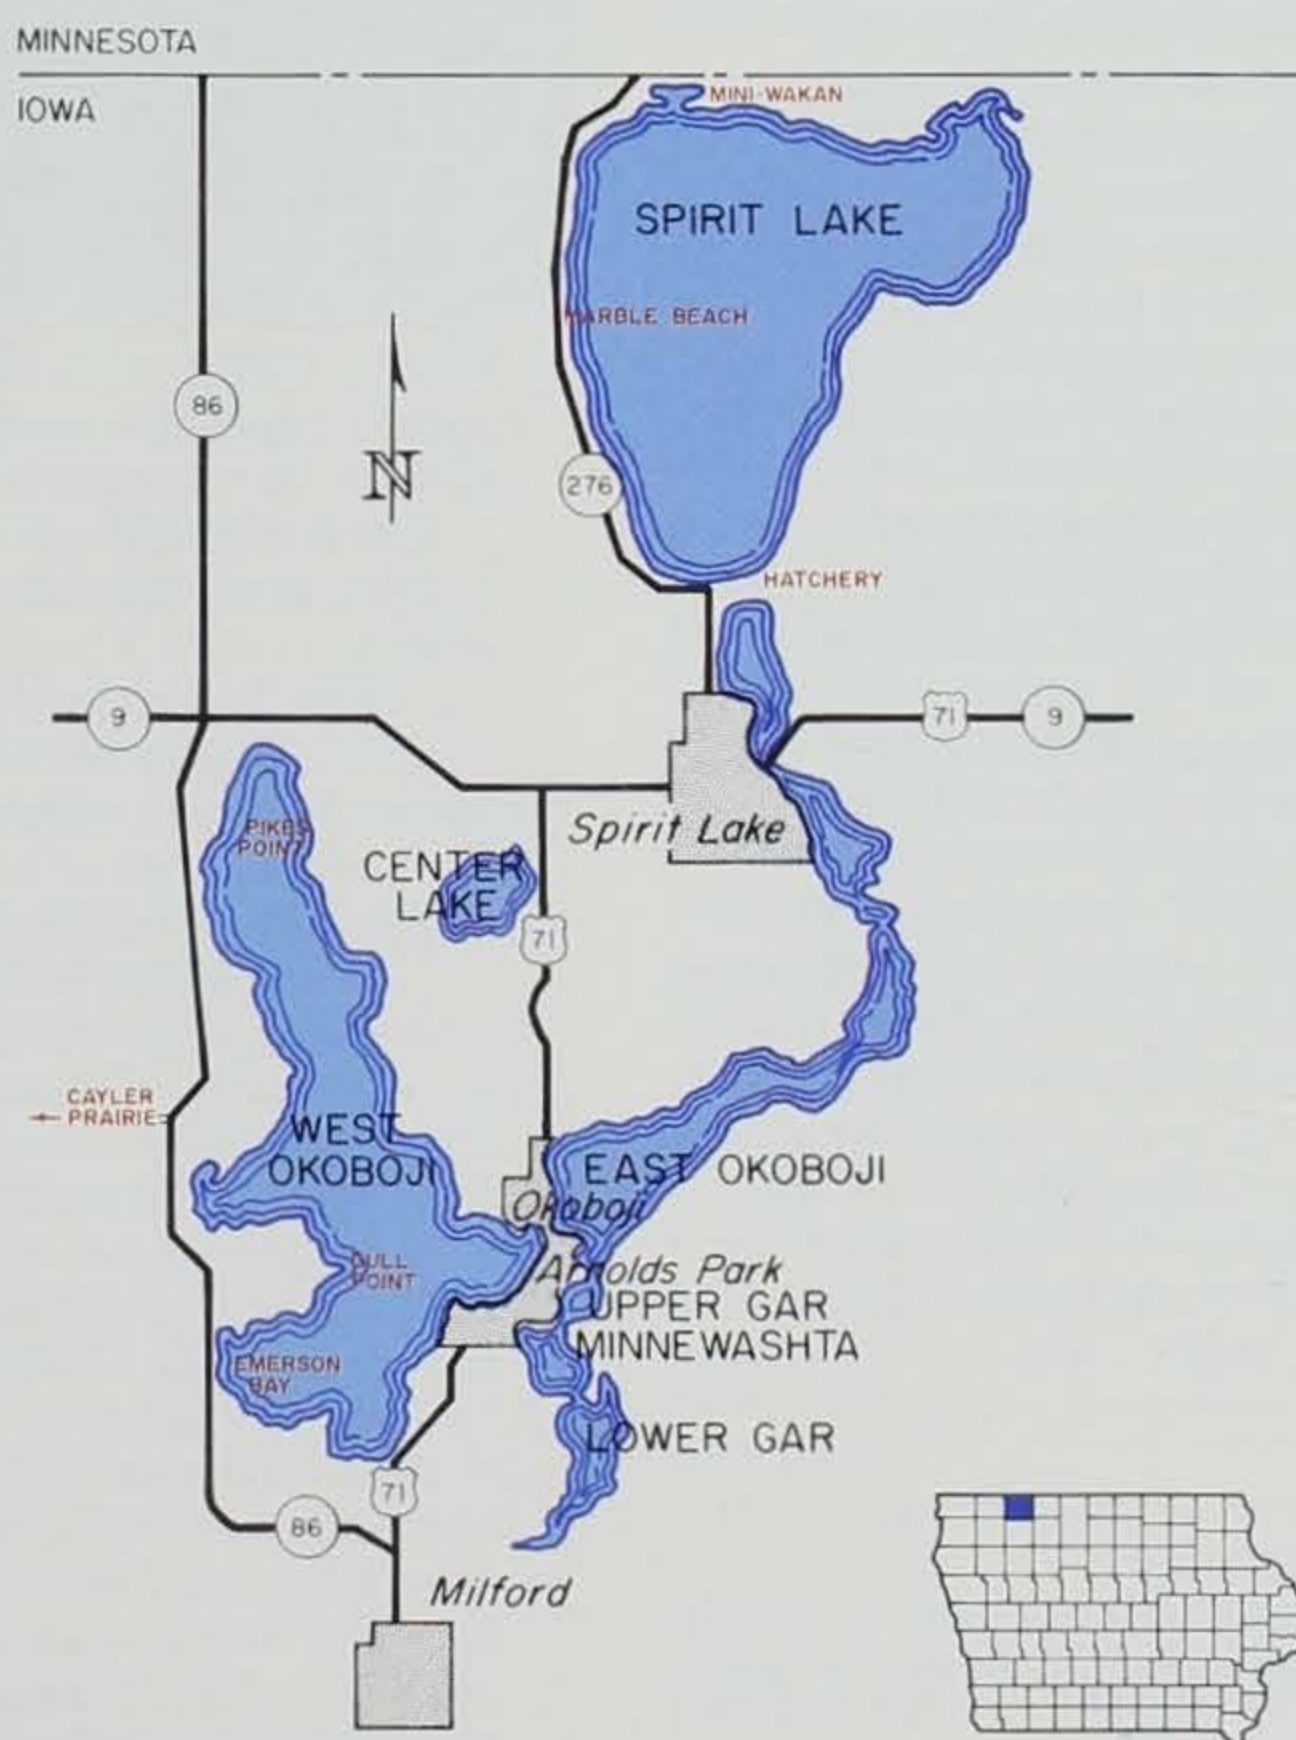 MINNESOTA
IOWA
MINI-WAKAN
SPIRIT LAKE
MARBLE BEACH
86
N
276
HATCHERY
9
71
9
PIKES
POINT
Spirit Lake
CENTER
LAKE
71
CAYLER
PRAIRIE
WEST
OKOBOJI
EAST OKOBOJI
Okoboji
GULL
POINT
Arnolds Park
UPPER GAR
MINNEWASHTA
EMERSON
BAY
LOWER GAR
71
86
Milford